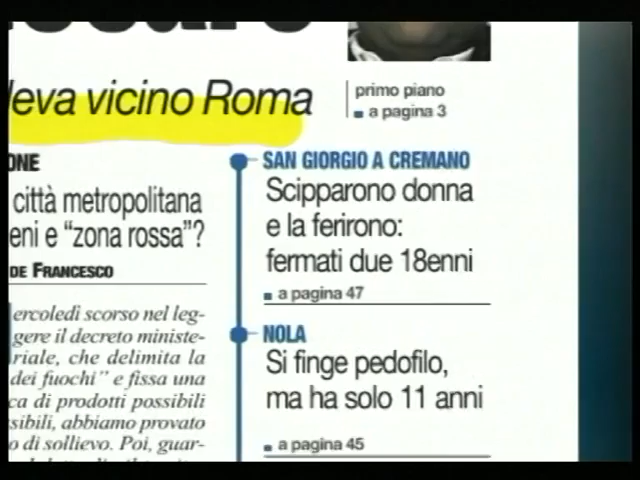 leva vicino Roma
primo piano
a pagina 3
ONE
città metropolitana
eni e “zona rossa”?
DE FRANCESCO
ercoledì scorso nel leg-
gere il decreto ministe-
riale, che delimita la
dei fuochi” e fissa una
ca di prodotti possibili
sibili, abbiamo provato
o di sollievo. Poi, guar-
SAN GIORGIO A CREMANO
Scipparono donna
e la ferirono:
fermati due 18enni
a pagina 47
NOLA
Si finge pedofilo,
ma ha solo 11 anni
a pagina 45